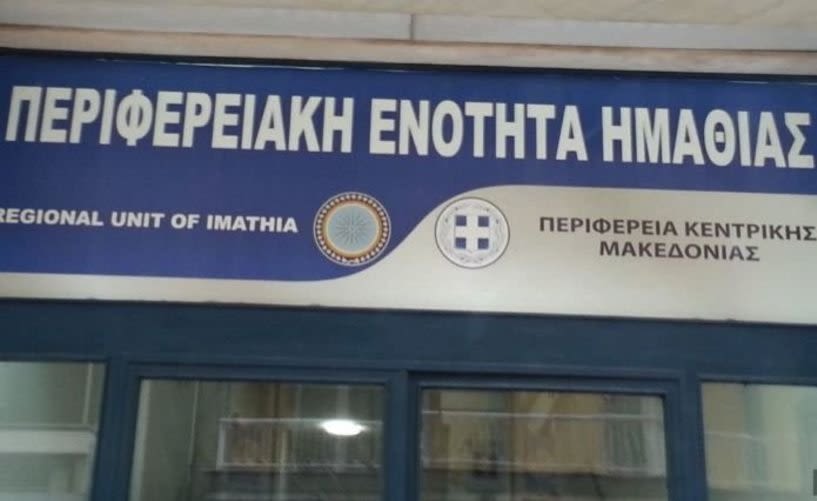 ΠΕΡΙΦΕΡΕΙΑΚΗ ΕΝΟΤΗΤΑ ΗΜΑΘΙΑΣ
REGIONAL UNIT OF IMATHIA
ΠΕΡΙΦΕΡΕΙΑ ΚΕΝΤΡΙΚΗΣ
ΜΑΚΕΔΟΝΙΑΣ